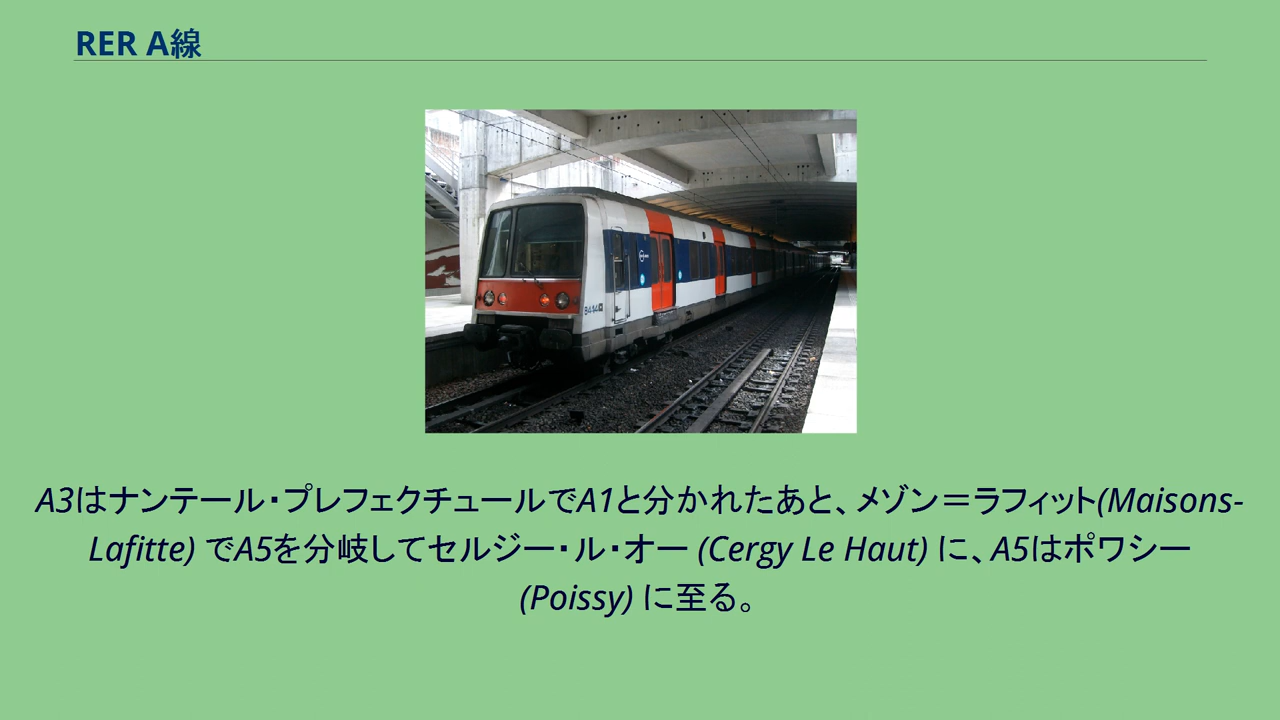 RER A線
A3はナンテール・プレフェクチュールでA1と分かれたあと、メゾン＝ラフィット(Maisons-
Lafitte) でA5を分岐してセルジー・ル・オー (Cergy Le Haut) に、A5はポワシー
(Poissy) に至る。